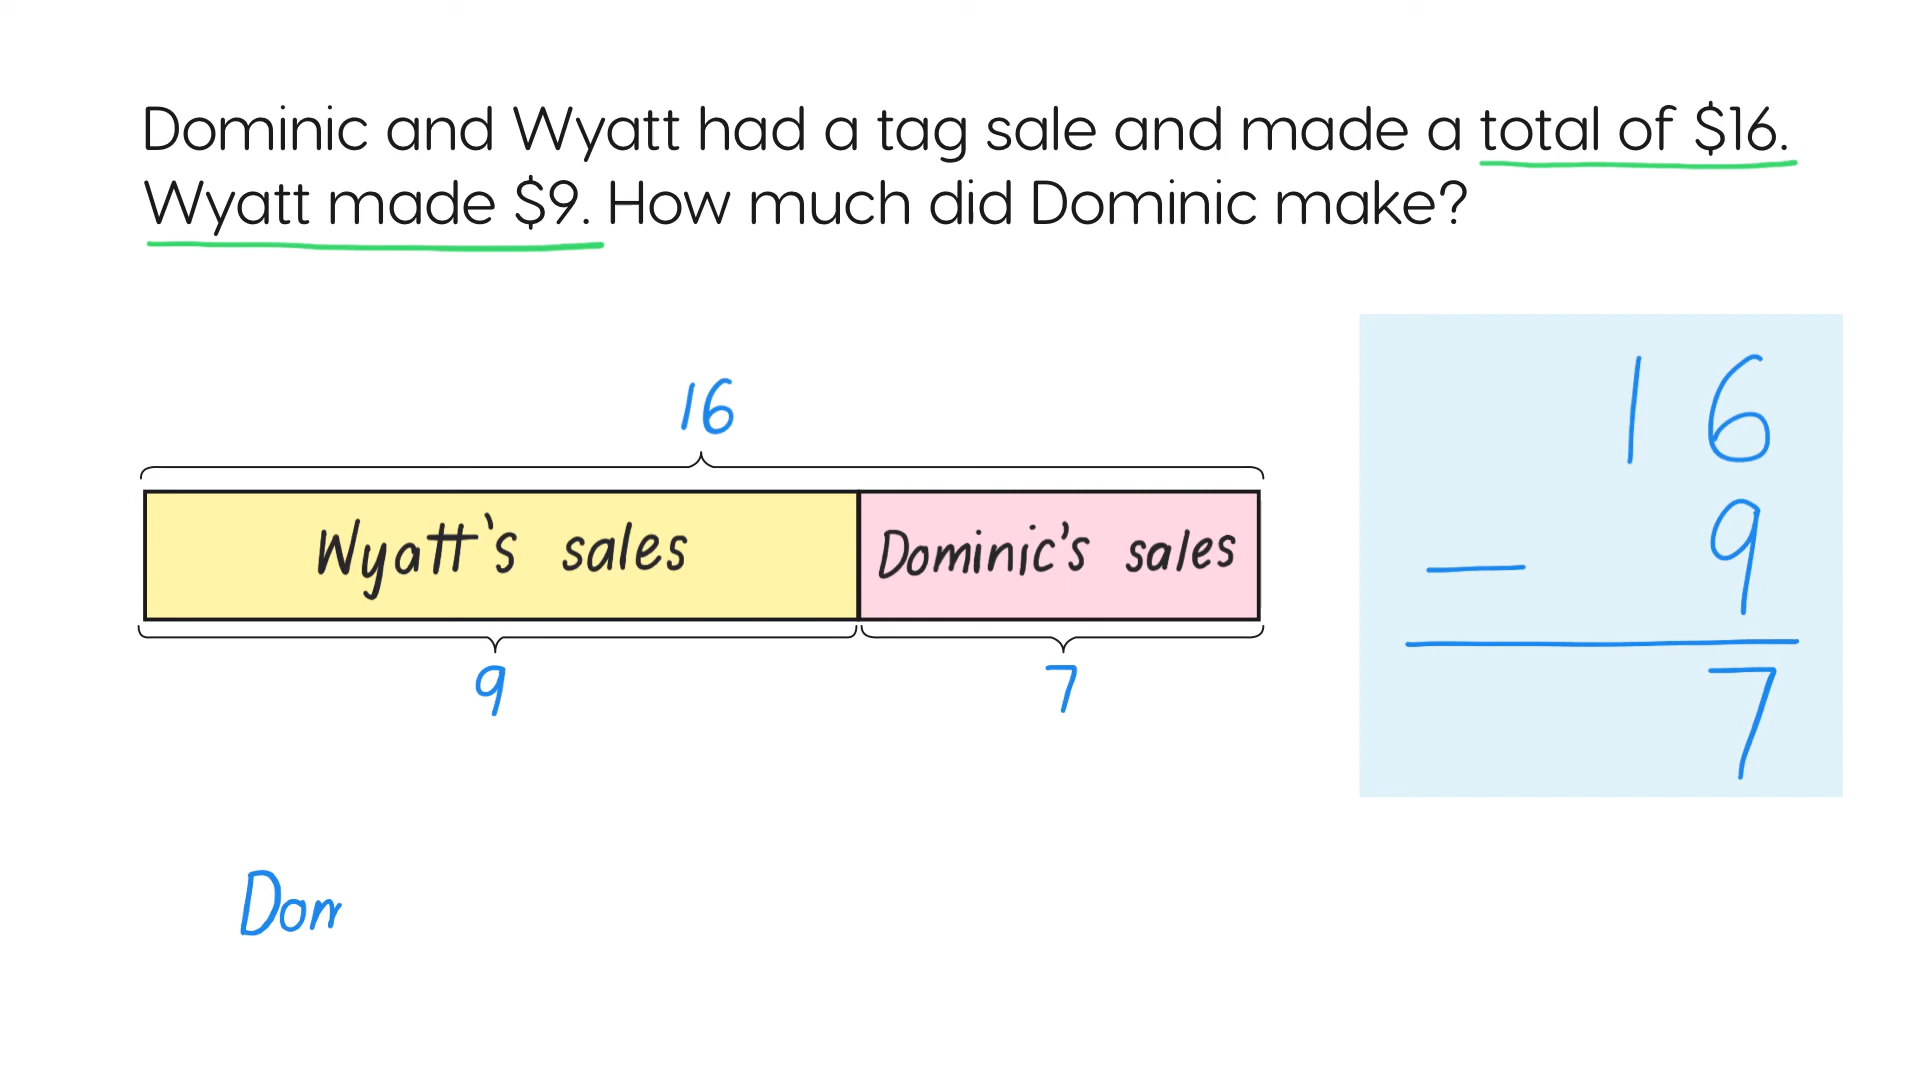 Dominic and Wyatt had a tag sale and made a total of $16.
Wyatt made $9. How much did Dominic make?
16
Wyatt's sales
Dominic's sales
9
7
16
— 9
7
Dom